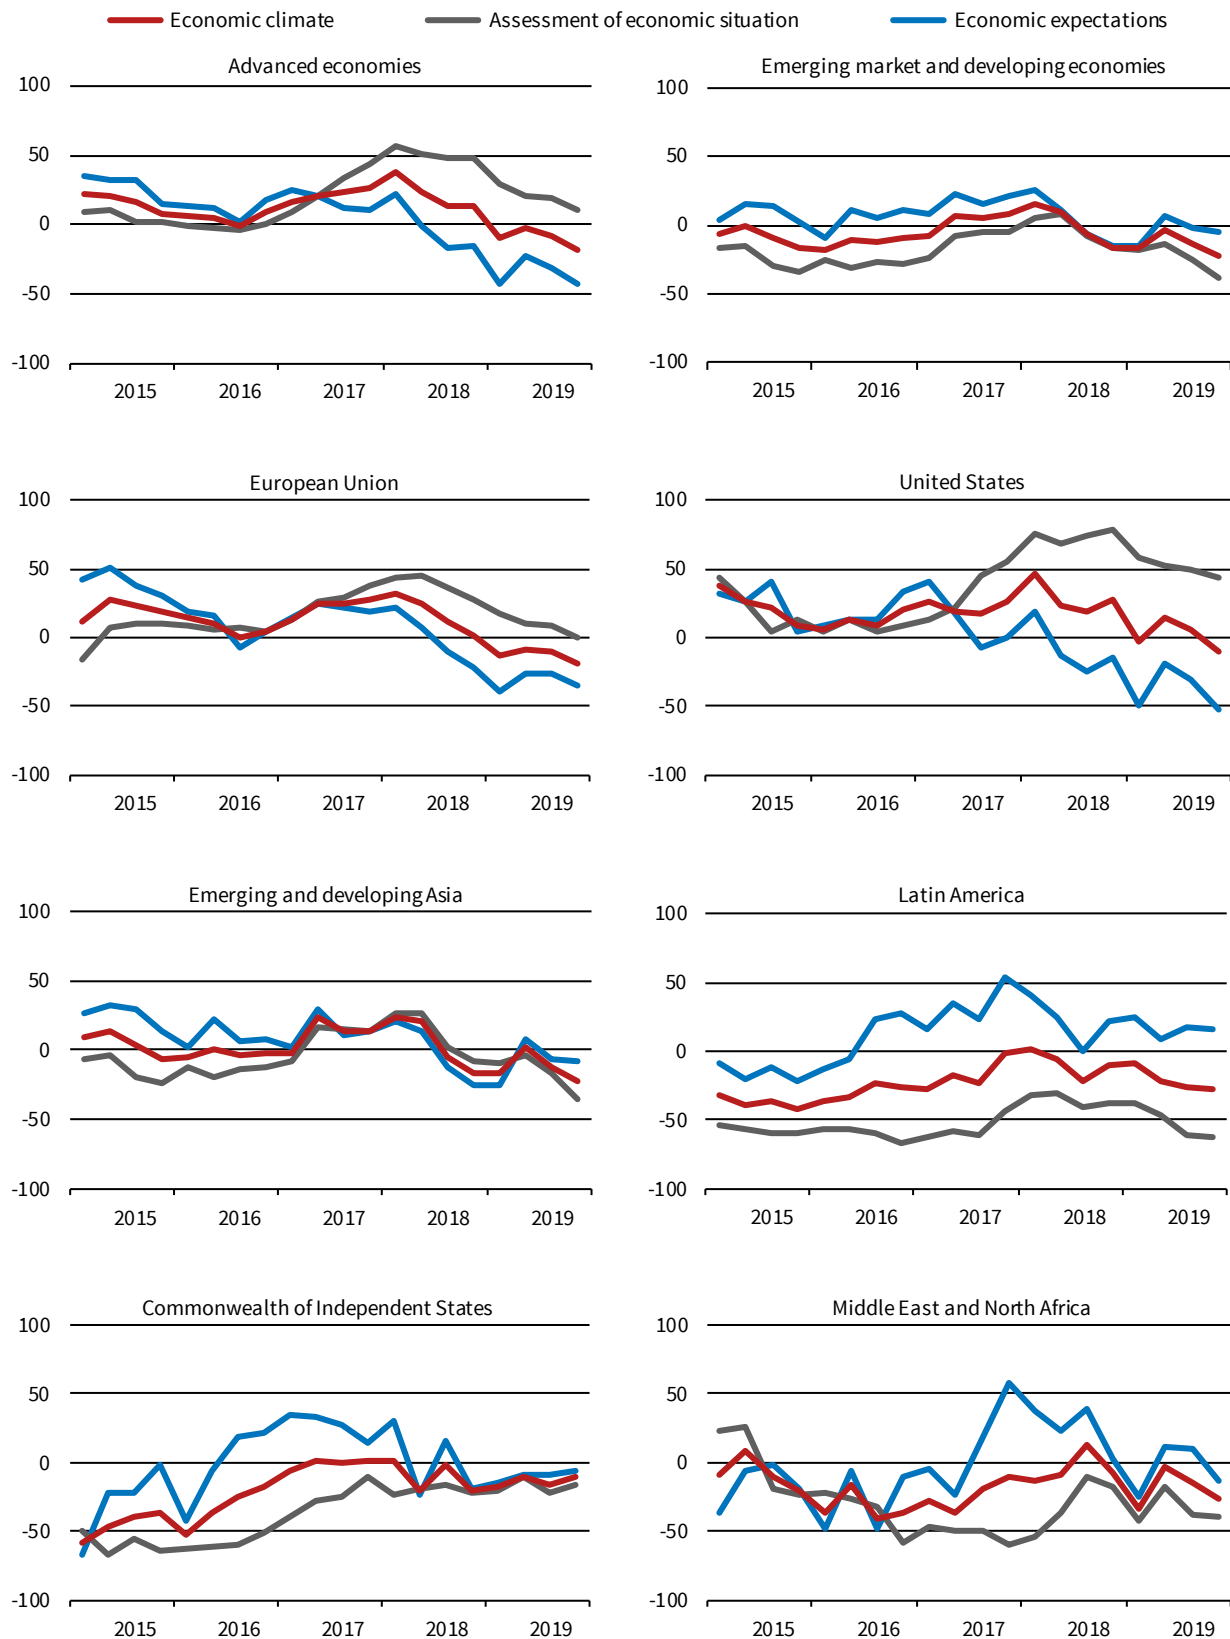 Economic climate
Assessment of economic situation
Economic expectations
Advanced economies
100
50
0
-50
-100
2015 2016 2017 2018 2019
Emerging market and developing economies
100
50
0
-50
-100
2015 2016 2017 2018 2019
European Union
100
50
0
-50
-100
2015 2016 2017 2018 2019
United States
100
50
0
-50
-100
2015 2016 2017 2018 2019
Emerging and developing Asia
100
50
0
-50
-100
2015 2016 2017 2018 2019
Latin America
100
50
0
-50
-100
2015 2016 2017 2018 2019
Commonwealth of Independent States
100
50
0
-50
-100
2015 2016 2017 2018 2019
Middle East and North Africa
100
50
0
-50
-100
2015 2016 2017 2018 2019